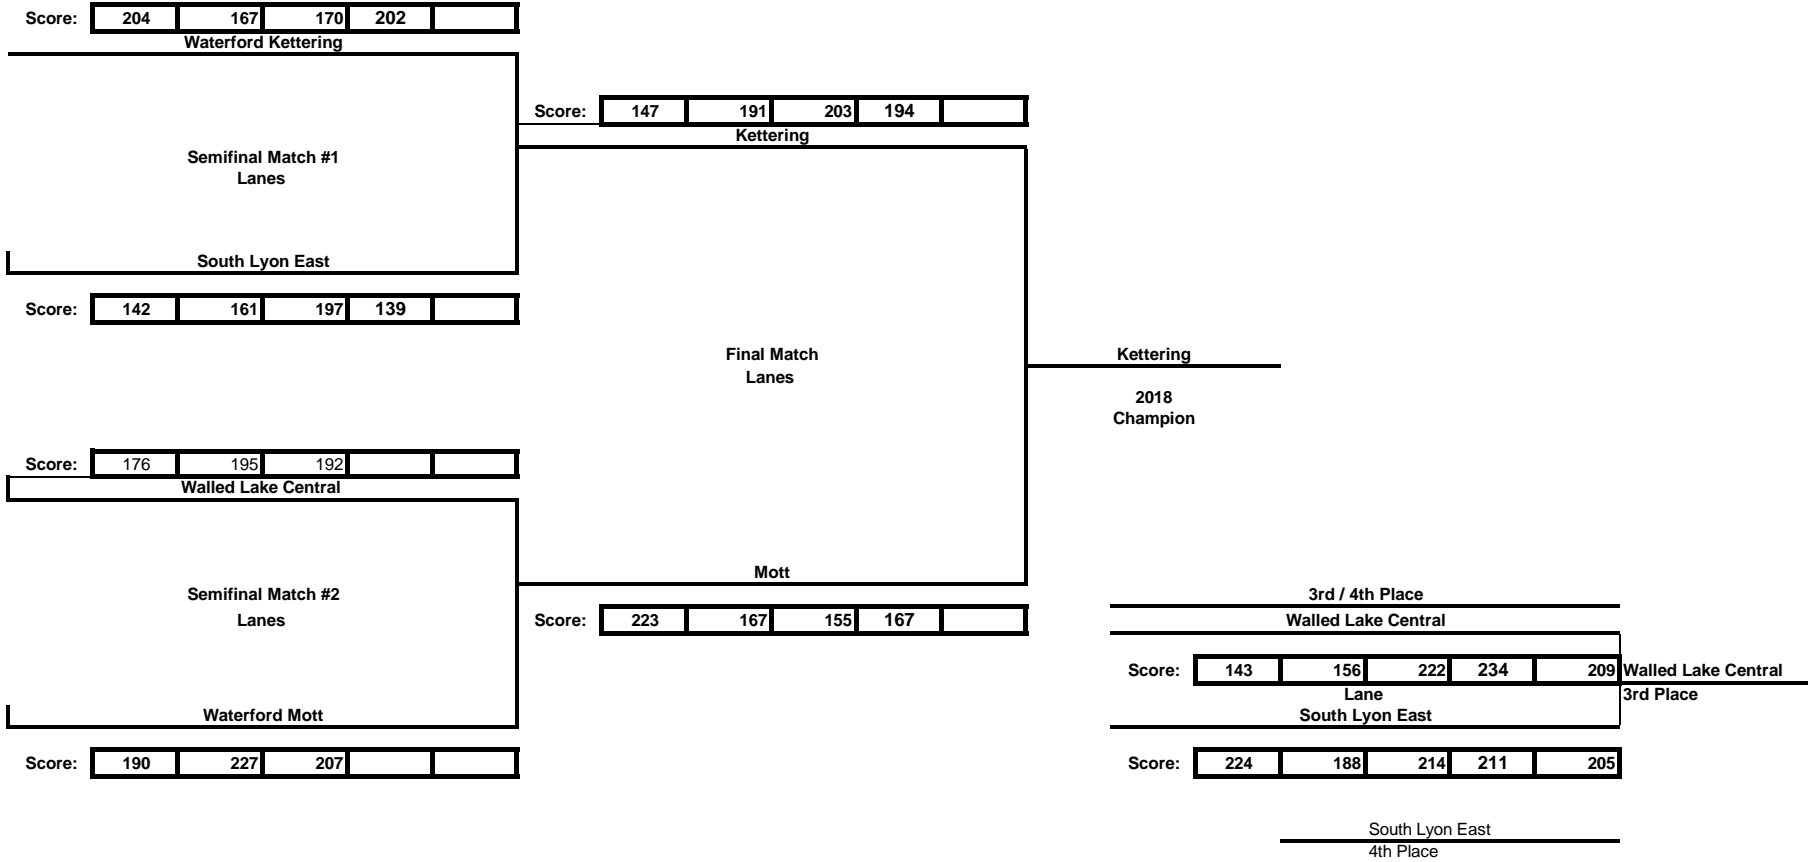 Score: 204 167 170 202
Waterford Kettering
Score: 147 191 203 194
Kettering
Semifinal Match #1
Lanes
South Lyon East
Score: 142 161 197 139
Final Match
Lanes
Kettering
2018
Champion
Score: 176 195 192
Walled Lake Central
Mott
Semifinal Match #2
Lanes
Score: 223 167 155 167
3rd / 4th Place
Walled Lake Central
Score: 143 156 222 234 209 Walled Lake Central
Lane 3rd Place
South Lyon East
Waterford Mott
Score: 190 227 207
Score: 224 188 214 211 205
South Lyon East
4th Place